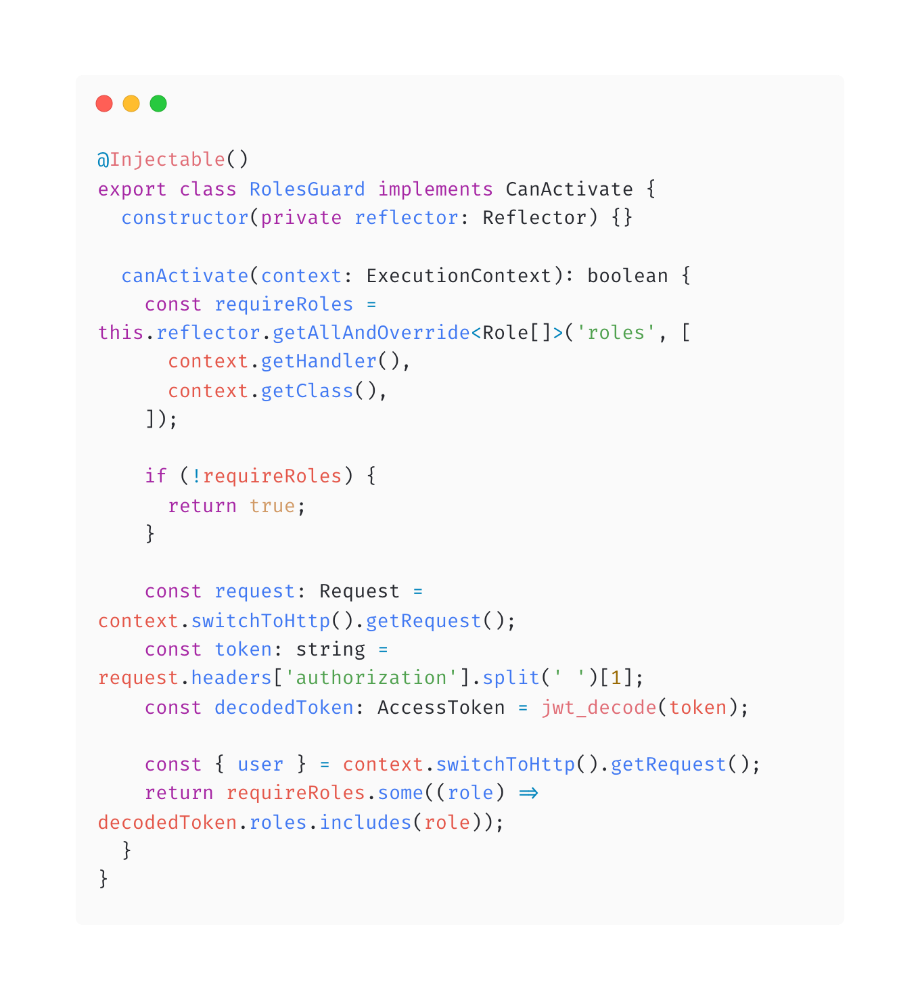 @Injectable()
export class RolesGuard implements CanActivate {
  constructor(private reflector: Reflector) {}

  canActivate(context: ExecutionContext): boolean {
    const requireRoles =
this.reflector.getAllAndOverride<Role[]>('roles', [
      context.getHandler(),
      context.getClass(),
    ]);

    if (!requireRoles) {
      return true;
    }

    const request: Request =
context.switchToHttp().getRequest();
    const token: string =
request.headers['authorization'].split(' ')[1];
    const decodedToken: AccessToken = jwt_decode(token);

    const { user } = context.switchToHttp().getRequest();
    return requireRoles.some((role) =>
decodedToken.roles.includes(role));
  }
}